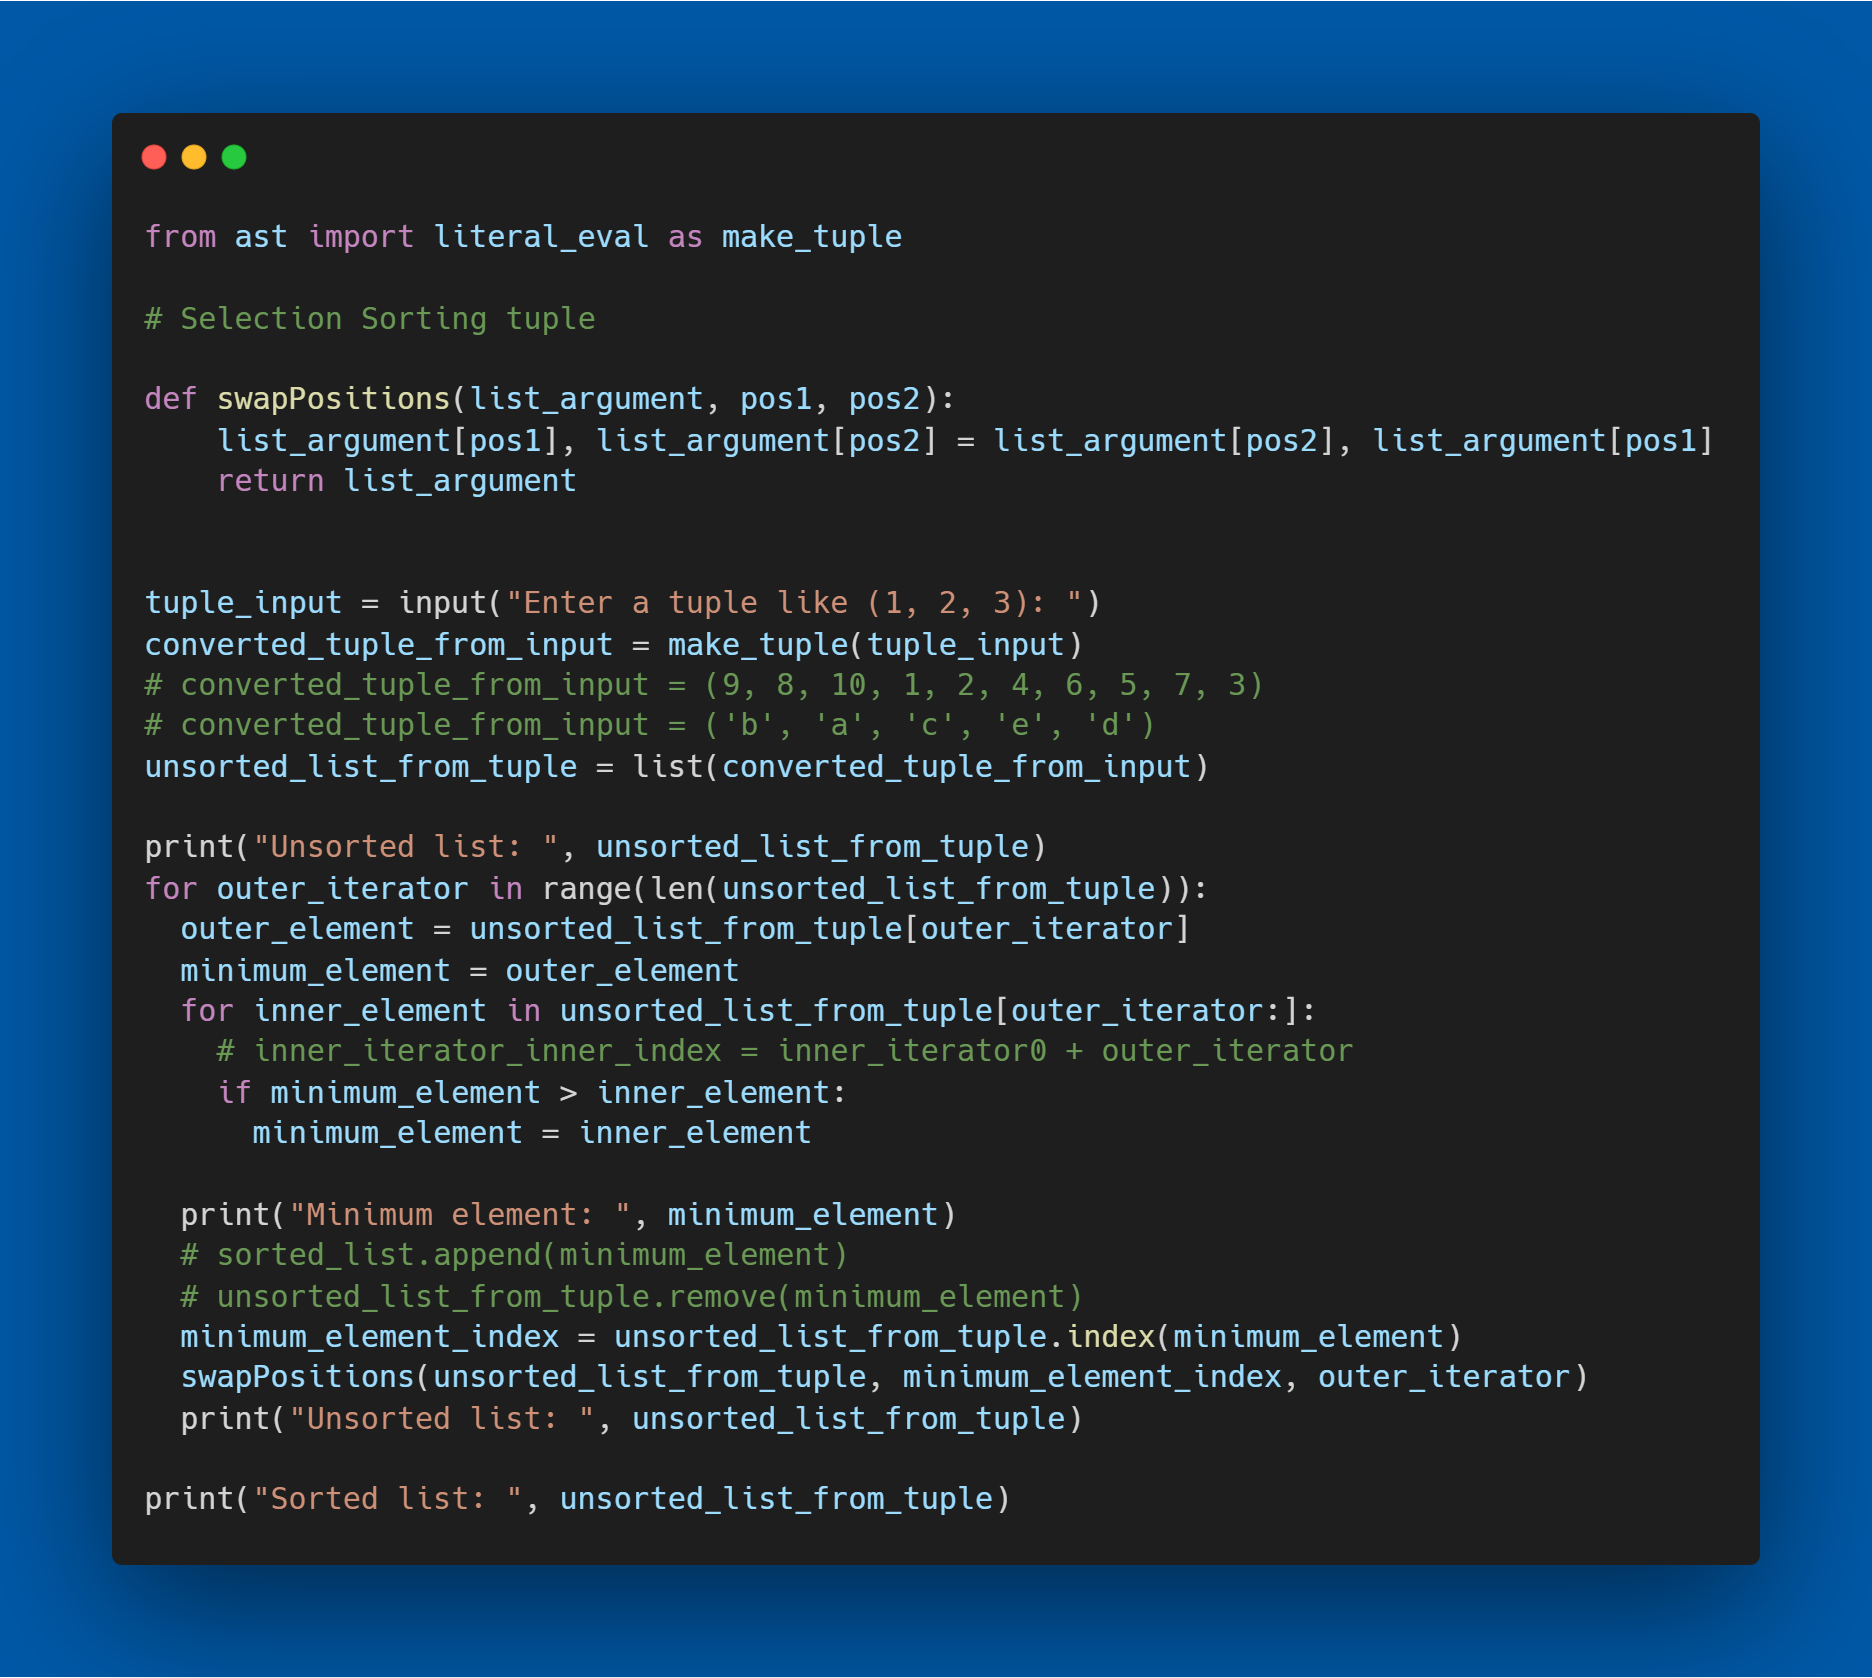 from ast import literal_eval as make_tuple

# Selection Sorting tuple

def swapPositions(list_argument, pos1, pos2):
    list_argument[pos1], list_argument[pos2] = list_argument[pos2], list_argument[pos1]
    return list_argument


tuple_input = input("Enter a tuple like (1, 2, 3): ")
converted_tuple_from_input = make_tuple(tuple_input)
# converted_tuple_from_input = (9, 8, 10, 1, 2, 4, 6, 5, 7, 3)
# converted_tuple_from_input = ('b', 'a', 'c', 'e', 'd')
unsorted_list_from_tuple = list(converted_tuple_from_input)

print("Unsorted list: ", unsorted_list_from_tuple)
for outer_iterator in range(len(unsorted_list_from_tuple)):
  outer_element = unsorted_list_from_tuple[outer_iterator]
  minimum_element = outer_element
  for inner_element in unsorted_list_from_tuple[outer_iterator:]:
    # inner_iterator_inner_index = inner_iterator0 + outer_iterator
    if minimum_element > inner_element:
      minimum_element = inner_element

  print("Minimum element: ", minimum_element)
  # sorted_list.append(minimum_element)
  # unsorted_list_from_tuple.remove(minimum_element)
  minimum_element_index = unsorted_list_from_tuple.index(minimum_element)
  swapPositions(unsorted_list_from_tuple, minimum_element_index, outer_iterator)
  print("Unsorted list: ", unsorted_list_from_tuple)

print("Sorted list: ", unsorted_list_from_tuple)